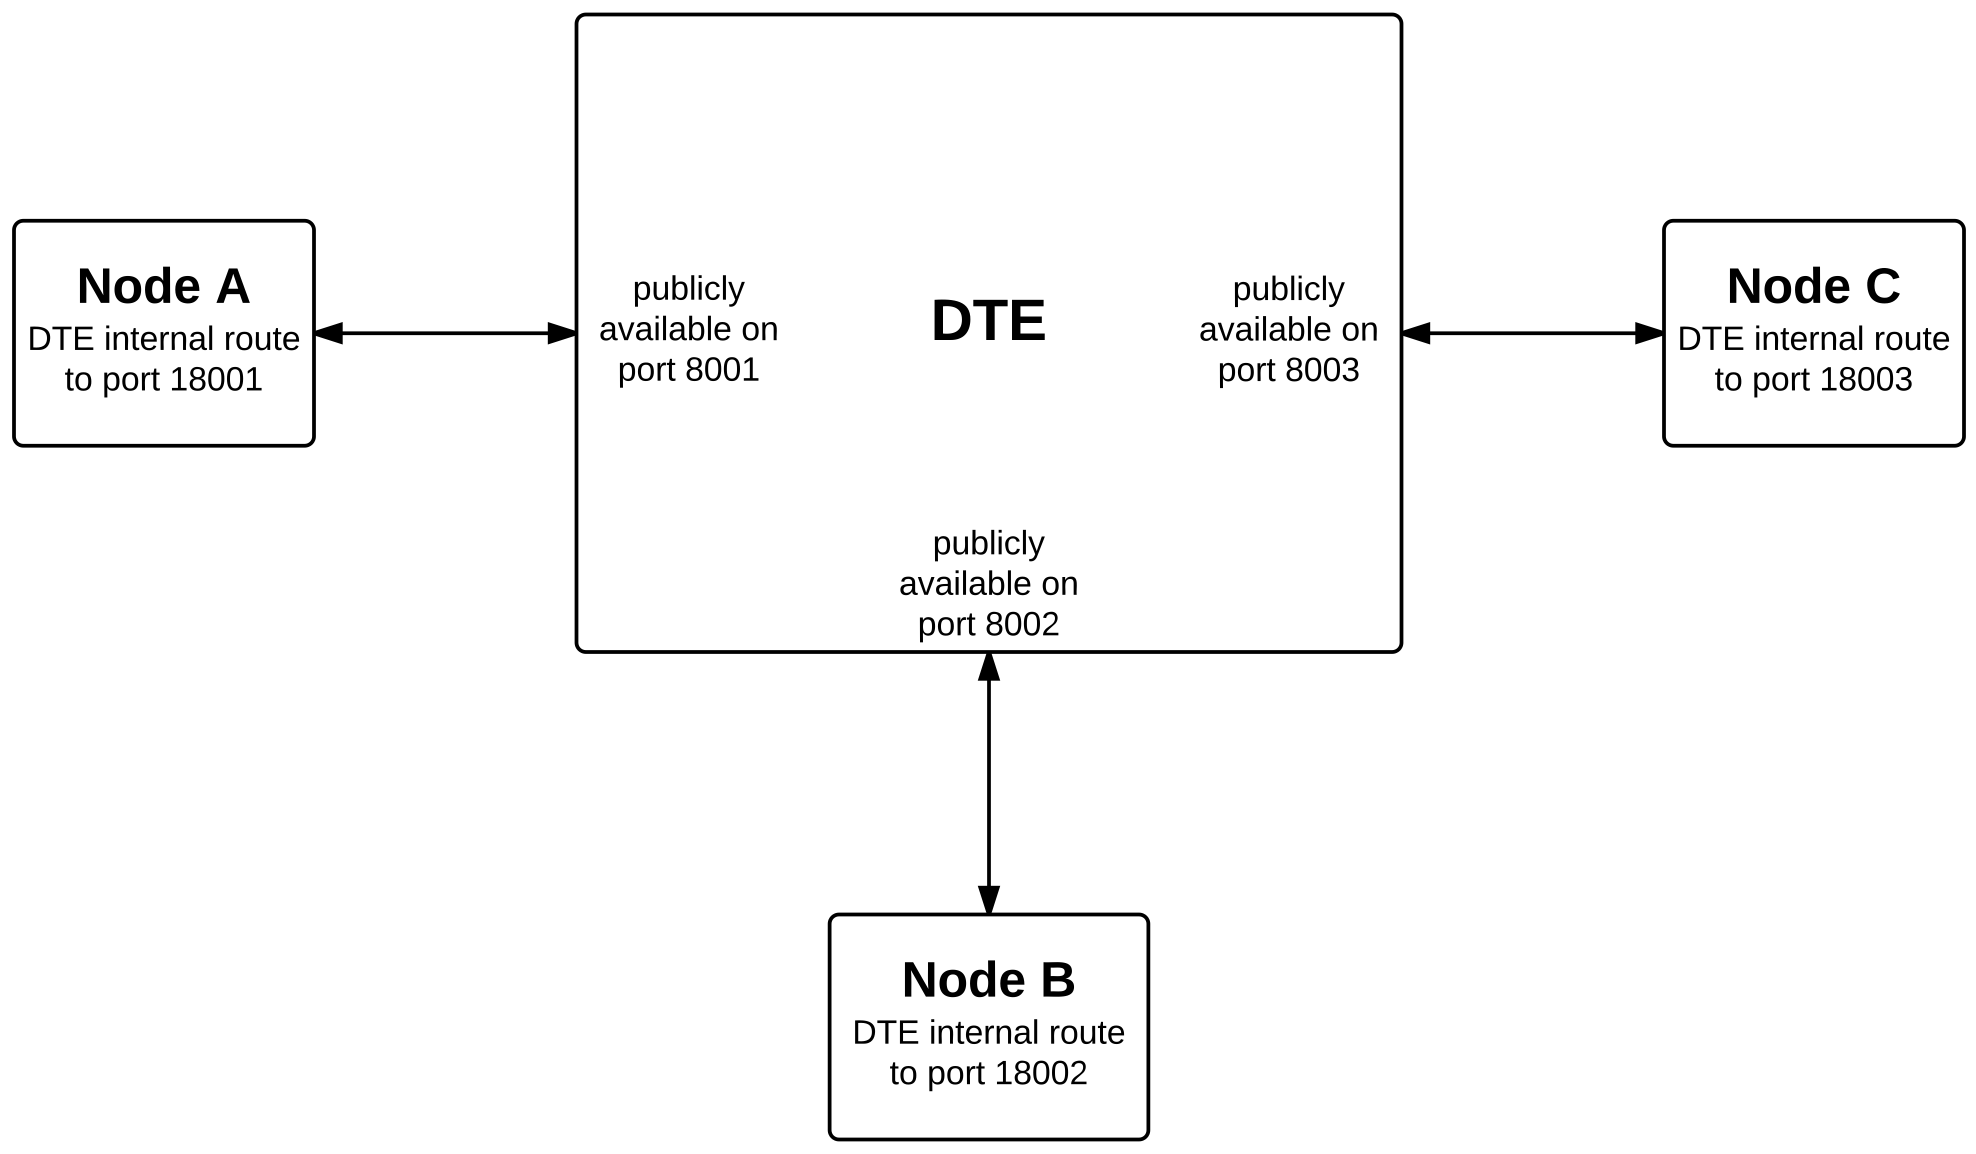 Node A
DTE internal route
to port 18001
publicly
available on
port 8001
DTE
publicly
available on
port 8003
Node C
DTE internal route
to port 18003
publicly
available on
port 8002
Node B
DTE internal route
to port 18002